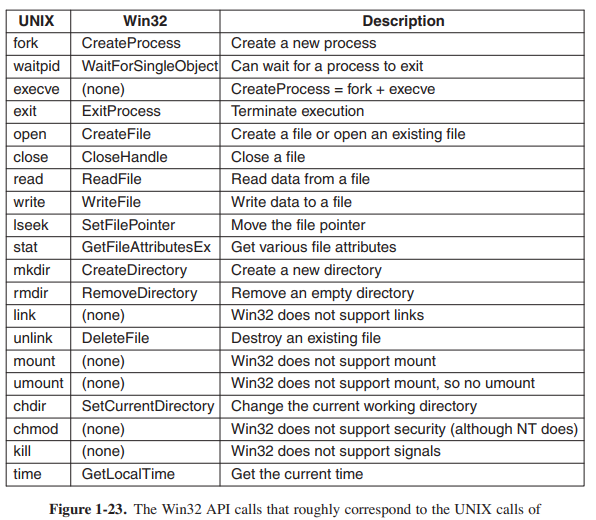 UNIX Win32 Description
fork CreateProcess Create a new process
waitpid WaitForSingleObject Can wait for a process to exit
execve (none) CreateProcess = fork + execve
exit ExitProcess Terminate execution
open CreateFile Create a file or open an existing file
close CloseHandle Close a file
read ReadFile Read data from a file
write WriteFile Write data to a file
lseek SetFilePointer Move the file pointer
stat GetFileAttributesEx Get various file attributes
mkdir CreateDirectory Create a new directory
rmdir RemoveDirectory Remove an empty directory
link (none) Win32 does not support links
unlink DeleteFile Destroy an existing file
mount (none) Win32 does not support mount
umount (none) Win32 does not support mount, so no umount
chdir SetCurrentDirectory Change the current working directory
chmod (none) Win32 does not support security (although NT does)
kill (none) Win32 does not support signals
time GetLocalTime Get the current time
Figure 1-23. The Win32 API calls that roughly correspond to the UNIX calls of